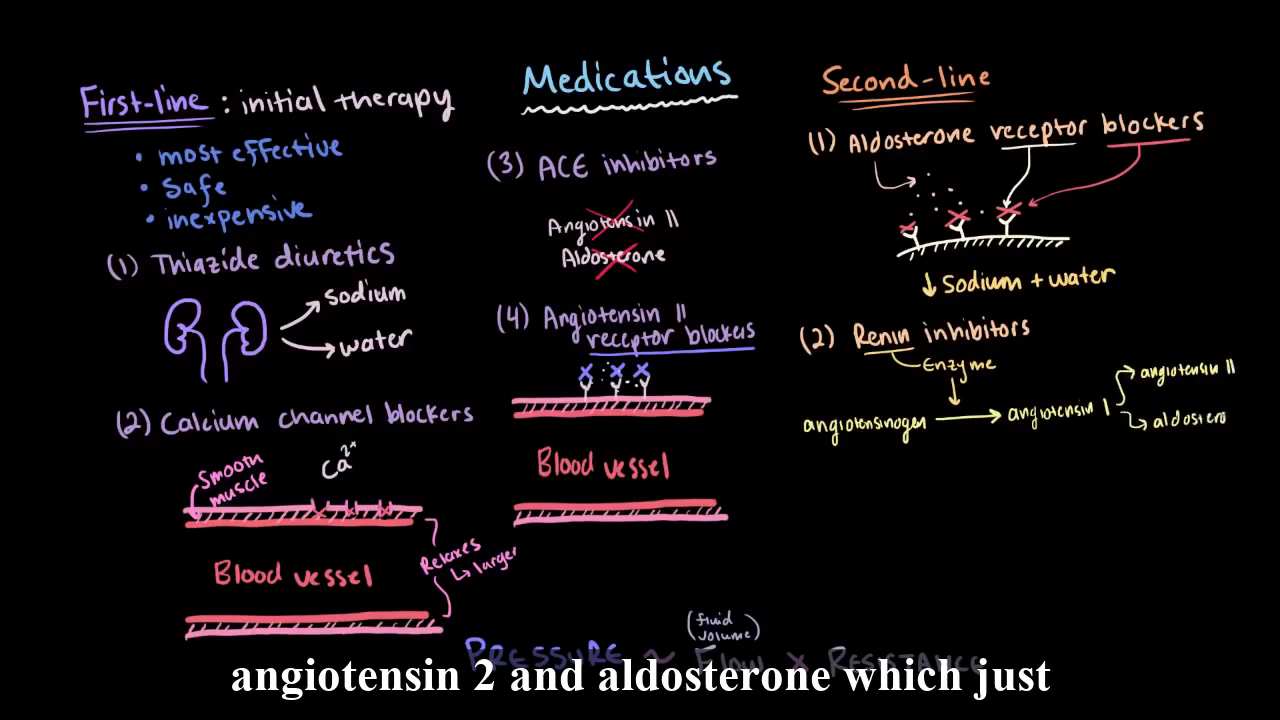 First-line : initial therapy
• most effective
• Safe
• inexpensive
(1) Thiazide diuretics
sodium
water
(2) Calcium channel blockers
Smooth
muscle
Ca²⁺
Blood vessel
Relaxes
↳ larger
Medications
(3) ACE inhibitors
Angiotensin II
Aldosterone
(4) Angiotensin II
receptor blockers
Blood vessel
Second-line
(1) Aldosterone receptor blockers
↓ Sodium + water
(2) Renin inhibitors
Enzyme
angiotensinogen → angiotensin I
angiotensin II
aldostero
(fluid
volume)
PRESSURE ~ Flow × RESISTANCE
angiotensin 2 and aldosterone which just